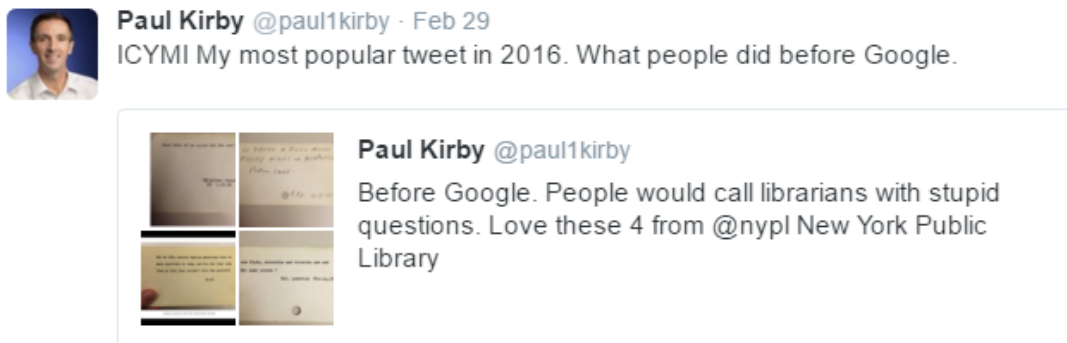 Paul Kirby @paul1kirby · Feb 29
ICYMI My most popular tweet in 2016. What people did before Google.
Paul Kirby @paul1kirby
Before Google. People would call librarians with stupid
questions. Love these 4 from @nypl New York Public
Library